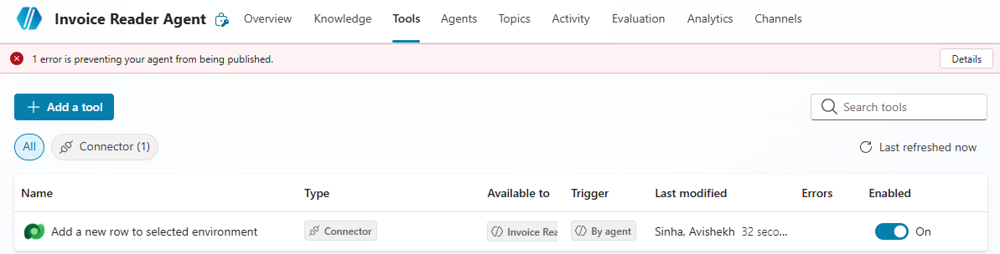 Invoice Reader Agent Overview Knowledge Tools Agents Topics Activity Evaluation Analytics Channels
1 error is preventing your agent from being published. Details
Add a tool Search tools
All Connector (1) Last refreshed now
Name Type Available to Trigger Last modified Errors Enabled
Add a new row to selected environment Connector Invoice Rea By agent Sinha, Avishekh 32 seco... On